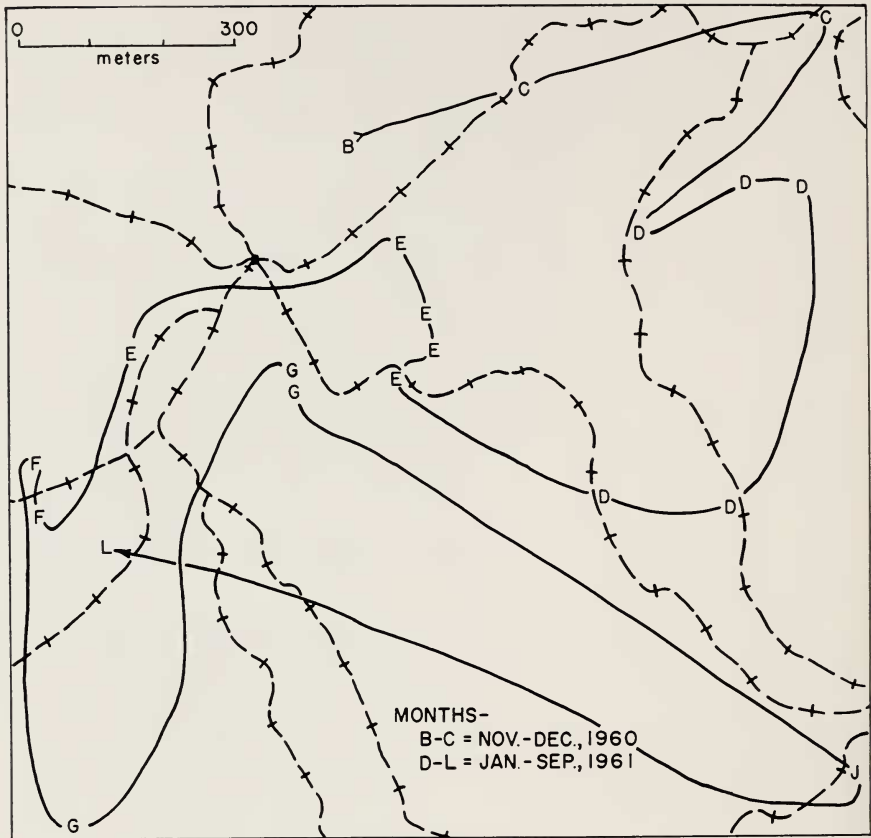 0 300
meters
C
C
B
D D
D
E
E
E
E
E
G
G
F
F
D
D
L
J
G
MONTHS-
B-C = NOV.-DEC., 1960
D-L = JAN.-SEP., 1961